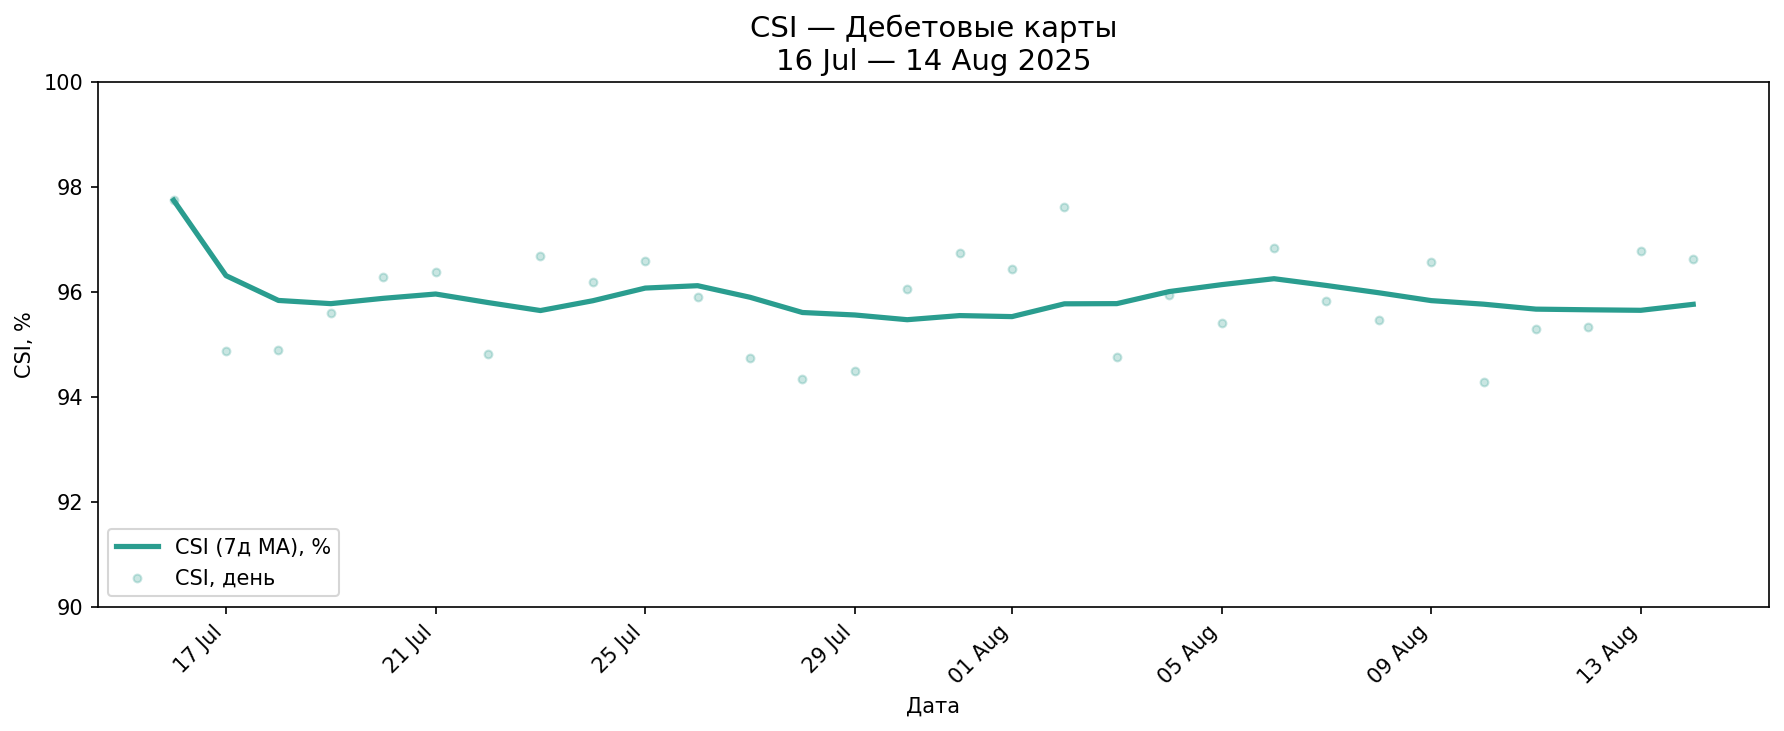 CSI — Дебетовые карты
16 Jul — 14 Aug 2025
100
98
96
94
92
90
CSI, %
CSI (7д MA), %
CSI, день
17 Jul
21 Jul
25 Jul
29 Jul
01 Aug
05 Aug
09 Aug
13 Aug
Дата